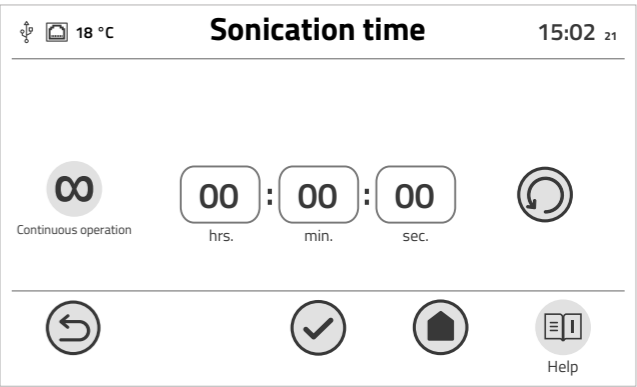 18 °C Sonication time 15:02 21
00 : 00 : 00
Continuous operation hrs. min. sec.
Help